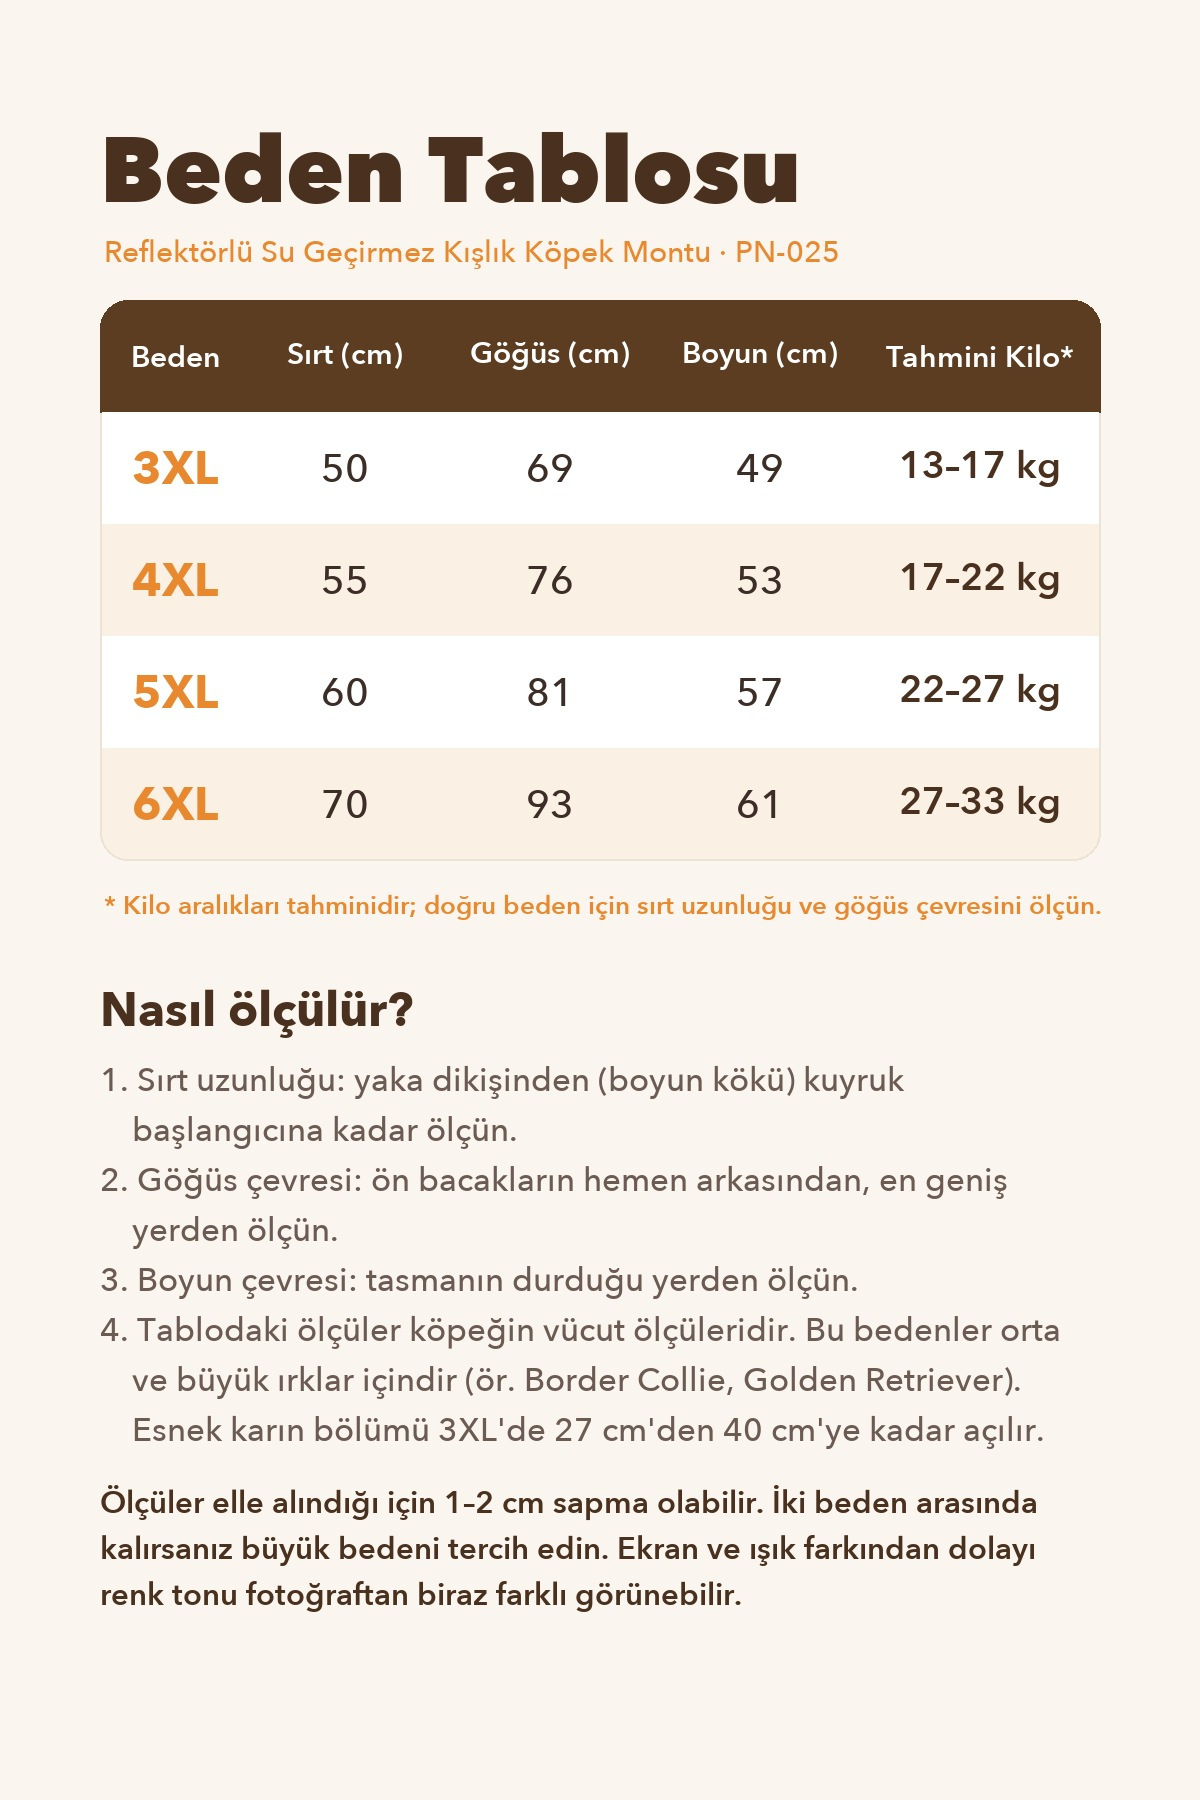 Beden Tablosu
Reflektörlü Su Geçirmez Kışlık Köpek Montu · PN-025
Beden Sırt (cm) Göğüs (cm) Boyun (cm) Tahmini Kilo*
3XL 50 69 49 13–17 kg
4XL 55 76 53 17–22 kg
5XL 60 81 57 22–27 kg
6XL 70 93 61 27–33 kg
* Kilo aralıkları tahminidir; doğru beden için sırt uzunluğu ve göğüs çevresini ölçün.
Nasıl ölçülür?
1. Sırt uzunluğu: yaka dikişinden (boyun kökü) kuyruk
başlangıcına kadar ölçün.
2. Göğüs çevresi: ön bacakların hemen arkasından, en geniş
yerden ölçün.
3. Boyun çevresi: tasmanın durduğu yerden ölçün.
4. Tablodaki ölçüler köpeğin vücut ölçüleridir. Bu bedenler orta
ve büyük ırklar içindir (ör. Border Collie, Golden Retriever).
Esnek karın bölümü 3XL'de 27 cm'den 40 cm'ye kadar açılır.
Ölçüler elle alındığı için 1–2 cm sapma olabilir. İki beden arasında
kalırsanız büyük bedeni tercih edin. Ekran ve ışık farkından dolayı
renk tonu fotoğraftan biraz farklı görünebilir.